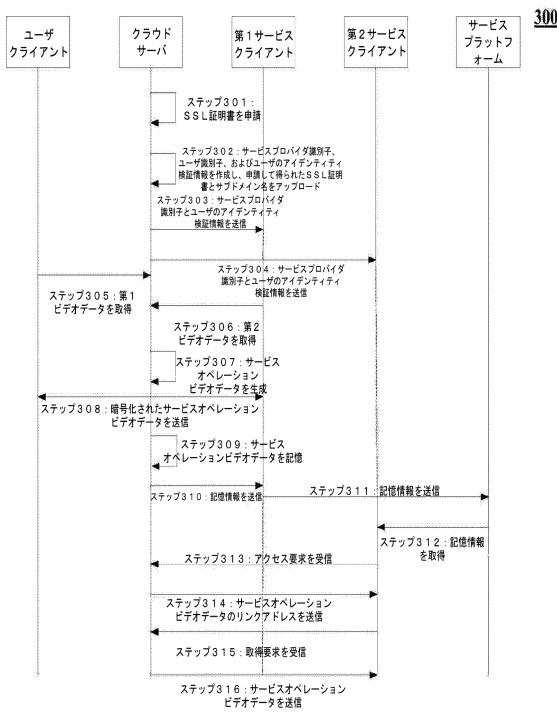 300
ユーザ
クライアント
クラウド
サーバ
第1サービス
クライアント
第2サービス
クライアント
サービス
プラットフ
ォーム
ステップ301:
SSL証明書を申請
ステップ302:サービスプロバイダ識別子、
ユーザ識別子、およびユーザのアイデンティティ
検証情報を作成し、申請して得られたSSL証明
書とサブドメイン名をアップロード
ステップ303:サービスプロバイダ
識別子とユーザのアイデンティティ
検証情報を送信
ステップ304:サービスプロバイダ
識別子とユーザのアイデンティティ
検証情報を送信
ステップ305:第1
ビデオデータを取得
ステップ306:第2
ビデオデータを取得
ステップ307:サービス
オペレーション
ビデオデータを生成
ステップ308:暗号化されたサービスオペレーション
ビデオデータを送信
ステップ309:サービス
オペレーションビデオデータを記憶
ステップ310:記憶情報を送信
ステップ311:記憶情報を送信
ステップ312:記憶情報
を取得
ステップ313:アクセス要求を受信
ステップ314:サービスオペレーション
ビデオデータのリンクアドレスを送信
ステップ315:取得要求を受信
ステップ316:サービスオペレーション
ビデオデータを送信